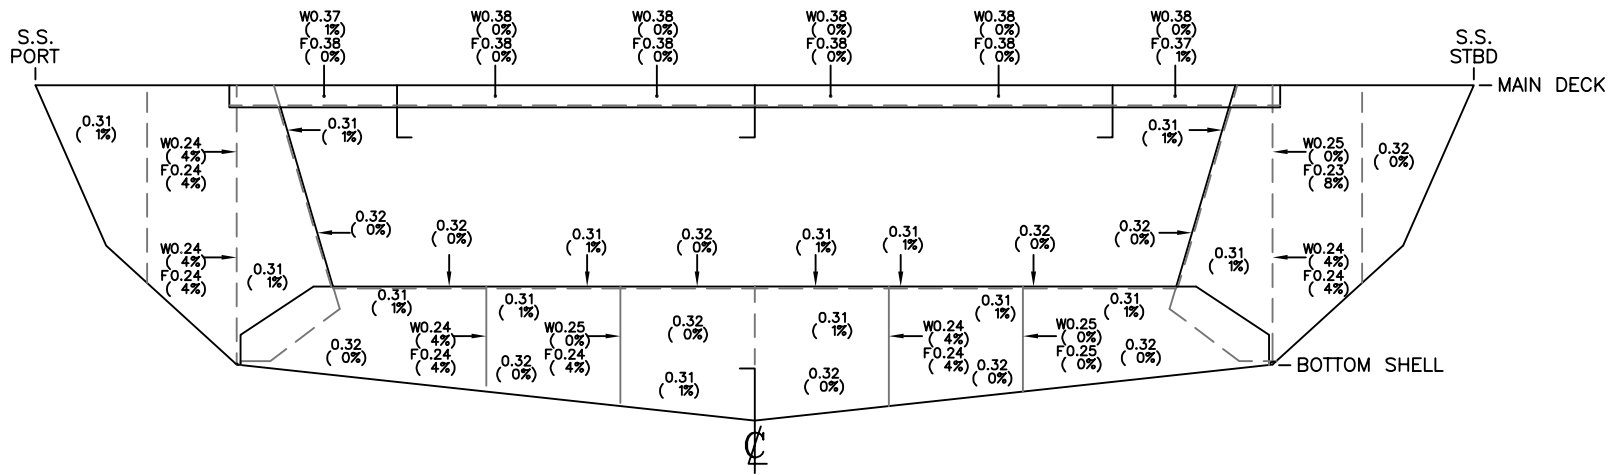 S.S.
PORT
W0.37
( 1%)
F0.38
( 0%)
W0.38
( 0%)
F0.38
( 0%)
W0.38
( 0%)
F0.38
( 0%)
W0.38
( 0%)
F0.38
( 0%)
W0.38
( 0%)
F0.38
( 0%)
W0.38
( 0%)
F0.37
( 1%)
S.S.
STBD
MAIN DECK
0.31
( 1%)
W0.24
( 4%)
F0.24
( 4%)
0.31
( 1%)
0.31
( 1%)
W0.25
( 0%)
F0.23
( 8%)
0.32
( 0%)
W0.24
( 4%)
F0.24
( 4%)
0.31
( 1%)
0.32
( 0%)
0.32
( 0%)
0.31
( 1%)
0.32
( 0%)
0.31
( 1%)
0.31
( 1%)
0.32
( 0%)
0.32
( 0%)
0.31
( 1%)
W0.24
( 4%)
F0.24
( 4%)
0.31
( 1%)
0.32
( 0%)
W0.24
( 4%)
F0.24
( 4%)
0.31
( 1%)
0.32
( 0%)
W0.25
( 0%)
F0.24
( 4%)
0.32
( 0%)
0.31
( 1%)
0.31
( 1%)
0.32
( 0%)
W0.24
( 4%)
F0.24
( 4%)
0.31
( 1%)
0.32
( 0%)
W0.25
( 0%)
F0.25
( 0%)
0.31
( 1%)
0.32
( 0%)
BOTTOM SHELL
℄